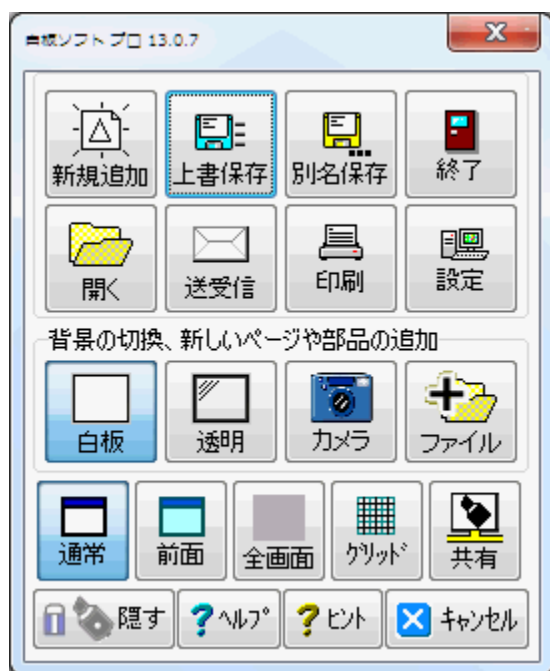 白板ソフト プロ 13.0.7
新規追加 上書保存 別名保存 終了
開く 送受信 印刷 設定
背景の切換、新しいページや部品の追加
白板 透明 カメラ ファイル
通常 前面 全画面 グリッド 共有
隠す ヘルプ ヒント キャンセル